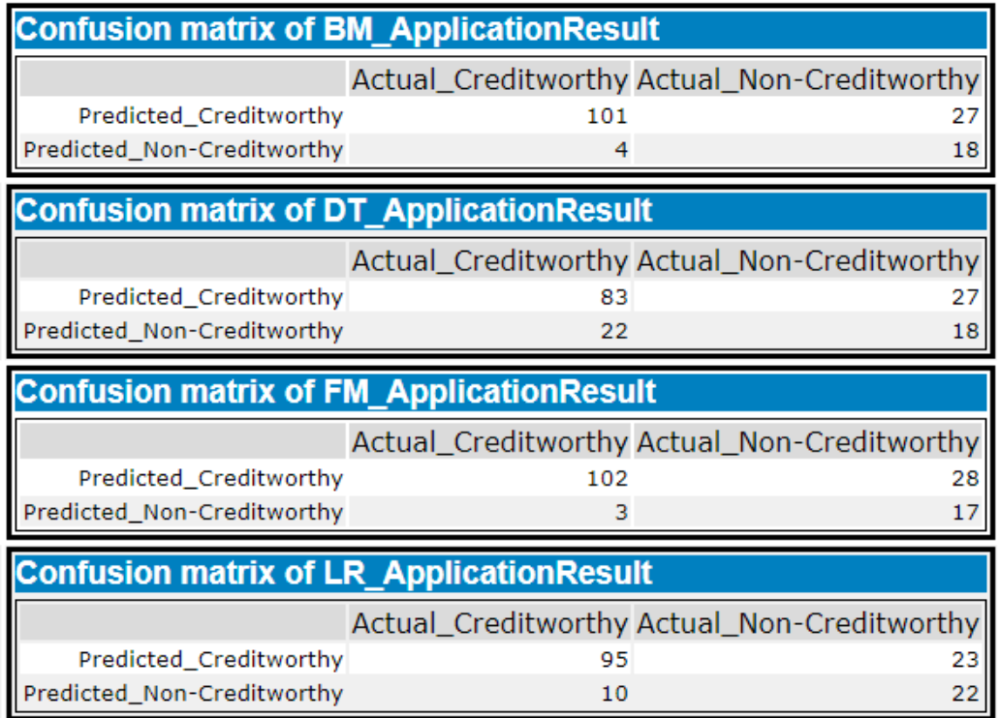 Confusion matrix of BM_ApplicationResult
Actual_Creditworthy Actual_Non-Creditworthy
Predicted_Creditworthy 101 27
Predicted_Non-Creditworthy 4 18
Confusion matrix of DT_ApplicationResult
Actual_Creditworthy Actual_Non-Creditworthy
Predicted_Creditworthy 83 27
Predicted_Non-Creditworthy 22 18
Confusion matrix of FM_ApplicationResult
Actual_Creditworthy Actual_Non-Creditworthy
Predicted_Creditworthy 102 28
Predicted_Non-Creditworthy 3 17
Confusion matrix of LR_ApplicationResult
Actual_Creditworthy Actual_Non-Creditworthy
Predicted_Creditworthy 95 23
Predicted_Non-Creditworthy 10 22